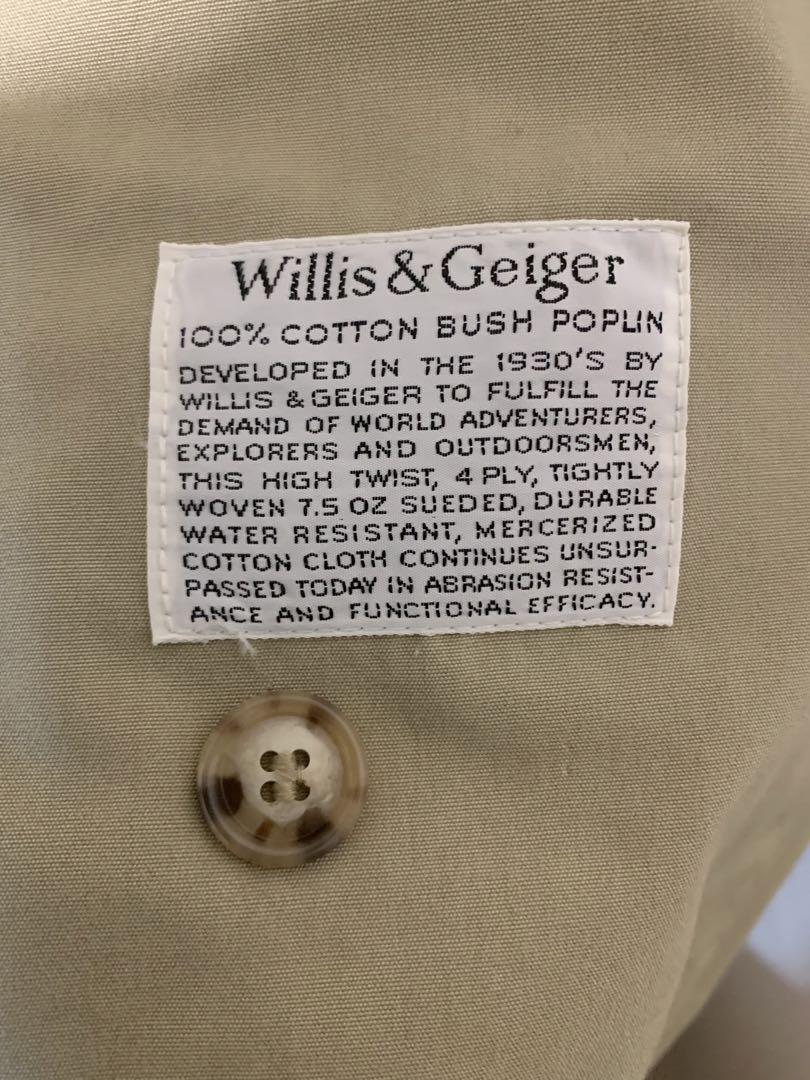 Willis & Geiger
100% COTTON BUSH POPLIN
DEVELOPED IN THE 1930'S BY
WILLIS & GEIGER TO FULFILL THE
DEMAND OF WORLD ADVENTURERS,
EXPLORERS AND OUTDOORSMEN,
THIS HIGH TWIST, 4 PLY, TIGHTLY
WOVEN 7.5 OZ SUEDED, DURABLE
WATER RESISTANT, MERCERIZED
COTTON CLOTH CONTINUES UNSUR-
PASSED TODAY IN ABRASION RESIST-
ANCE AND FUNCTIONAL EFFICACY.